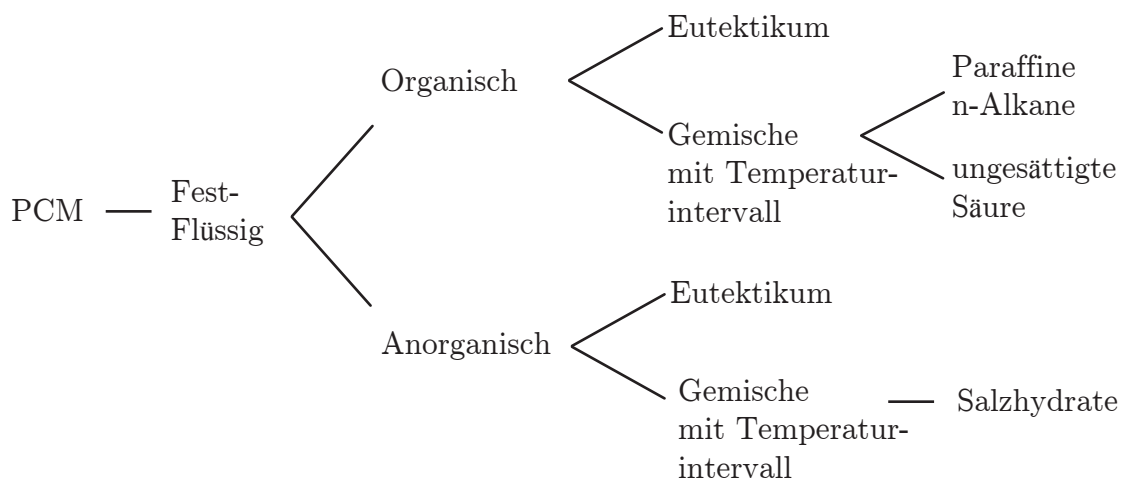 PCM
Fest-
Flüssig
Organisch
Eutektikum
Gemische
mit Temperatur-
intervall
Paraffine
n-Alkane
ungesättigte
Säure
Anorganisch
Eutektikum
Gemische
mit Temperatur-
intervall
Salzhydrate